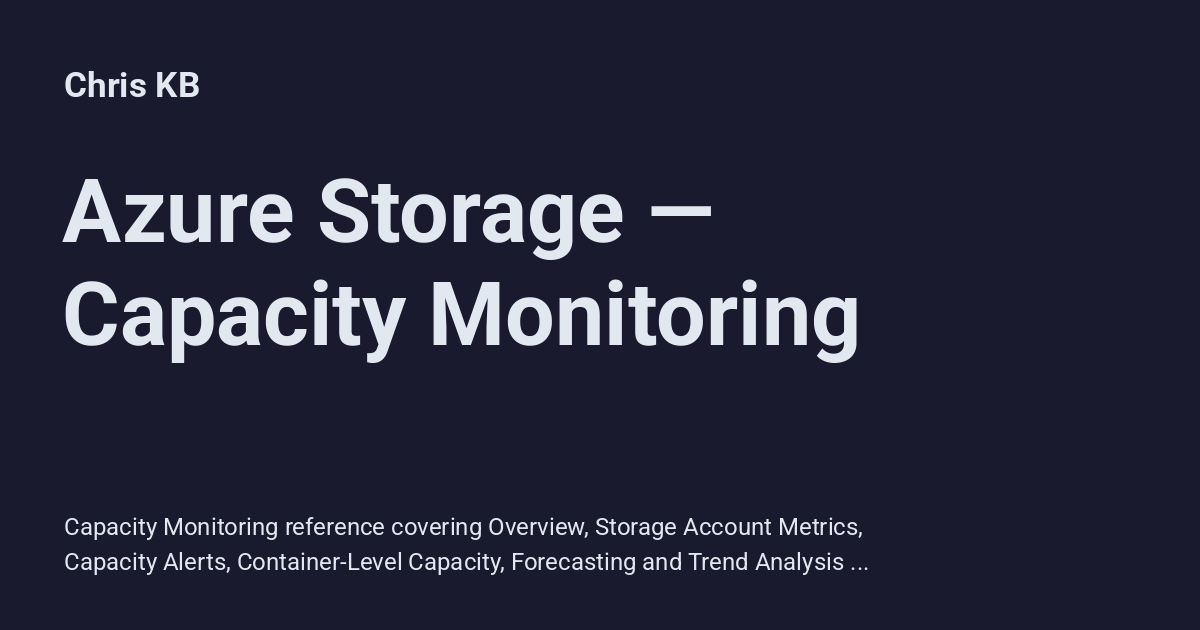 Chris KB
Azure Storage —
Capacity Monitoring
Capacity Monitoring reference covering Overview, Storage Account Metrics,
Capacity Alerts, Container-Level Capacity, Forecasting and Trend Analysis ...